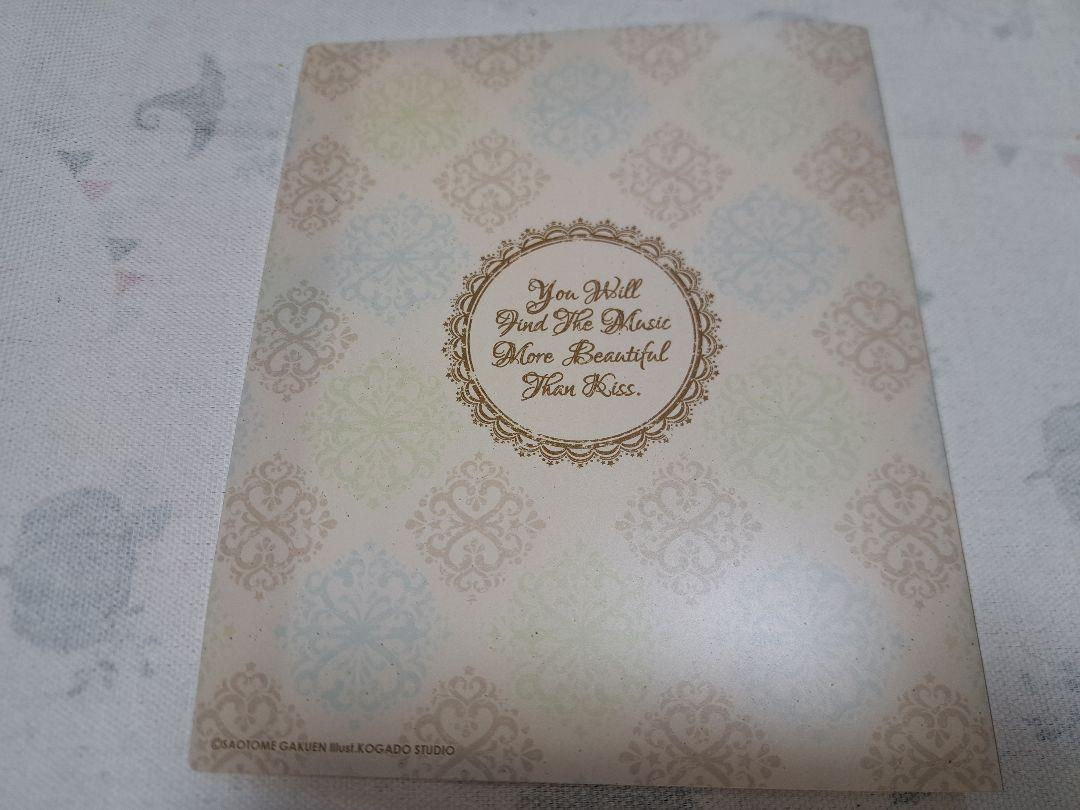 You Will
Find The Music
More Beautiful
Than Kiss.
©SAOTOME GAKUEN Illust.KOGADO STUDIO